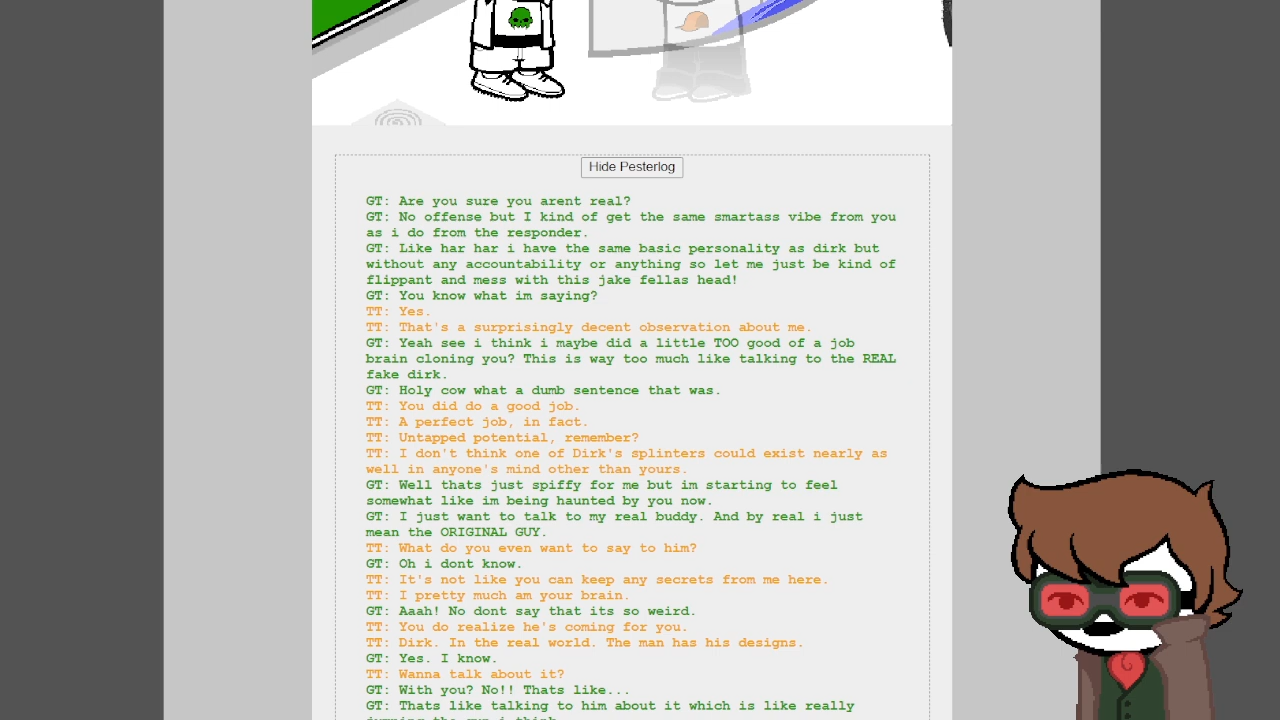 Hide Pesterlog
GT: Are you sure you arent real?
GT: No offense but I kind of get the same smartass vibe from you
as i do from the responder.
GT: Like har har i have the same basic personality as dirk but
without any accountability or anything so let me just be kind of
flippant and mess with this jake fellas head!
GT: You know what im saying?
TT: Yes.
TT: That's a surprisingly decent observation about me.
GT: Yeah see i think i maybe did a little TOO good of a job
brain cloning you? This is way too much like talking to the REAL
fake dirk.
GT: Holy cow what a dumb sentence that was.
TT: You did do a good job.
TT: A perfect job, in fact.
TT: Untapped potential, remember?
TT: I don't think one of Dirk's splinters could exist nearly as
well in anyone's mind other than yours.
GT: Well thats just spiffy for me but im starting to feel
somewhat like im being haunted by you now.
GT: I just want to talk to my real buddy. And by real i just
mean the ORIGINAL GUY.
TT: What do you even want to say to him?
GT: Oh i dont know.
TT: It's not like you can keep any secrets from me here.
TT: I pretty much am your brain.
GT: Aaah! No dont say that its so weird.
TT: You do realize he's coming for you.
TT: Dirk. In the real world. The man has his designs.
GT: Yes. I know.
TT: Wanna talk about it?
GT: With you? No!! Thats like...
GT: Thats like talking to him about it which is like really